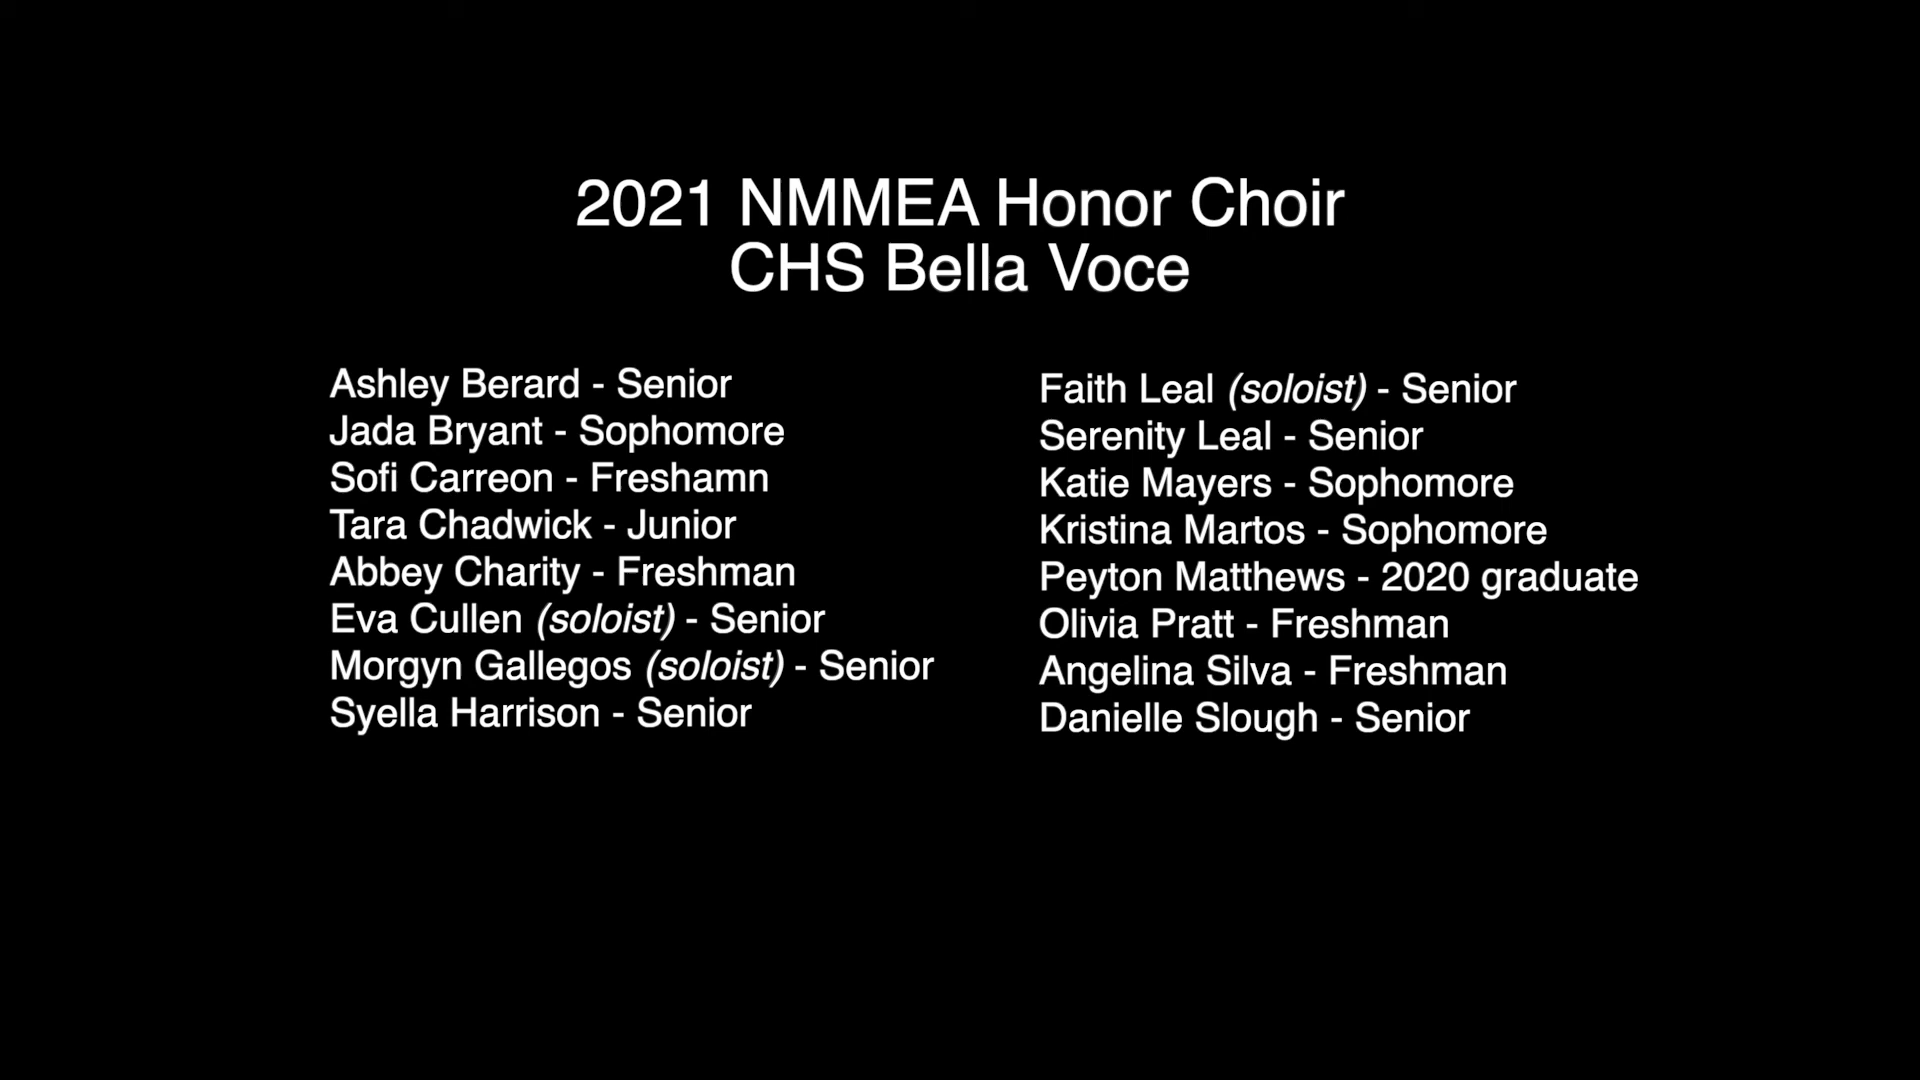 2021 NMMEA Honor Choir
CHS Bella Voce
Ashley Berard - Senior
Jada Bryant - Sophomore
Sofi Carreon - Freshamn
Tara Chadwick - Junior
Abbey Charity - Freshman
Eva Cullen (soloist) - Senior
Morgyn Gallegos (soloist) - Senior
Syella Harrison - Senior
Faith Leal (soloist) - Senior
Serenity Leal - Senior
Katie Mayers - Sophomore
Kristina Martos - Sophomore
Peyton Matthews - 2020 graduate
Olivia Pratt - Freshman
Angelina Silva - Freshman
Danielle Slough - Senior